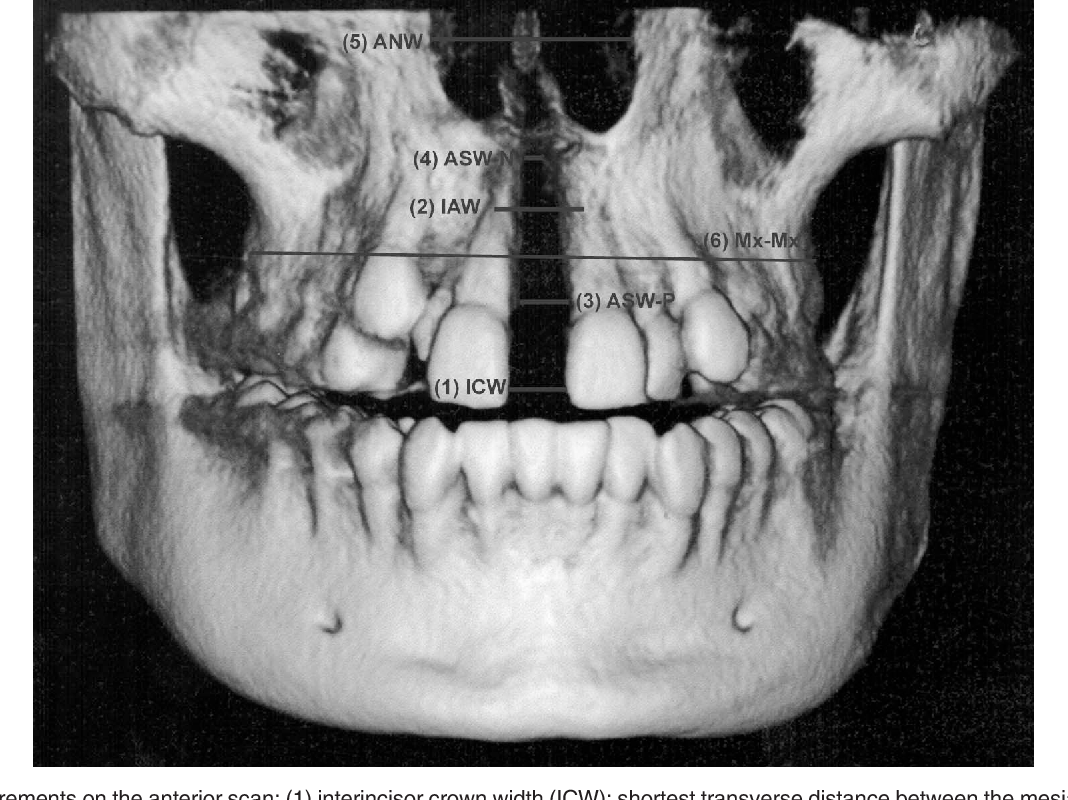 (5) ANW
(4) ASW-N
(2) IAW
(6) Mx-Mx
(3) ASW-P
(1) ICW
rements on the anterior scan: (1) interincisor crown width (ICW): shortest transverse distance between the mesi